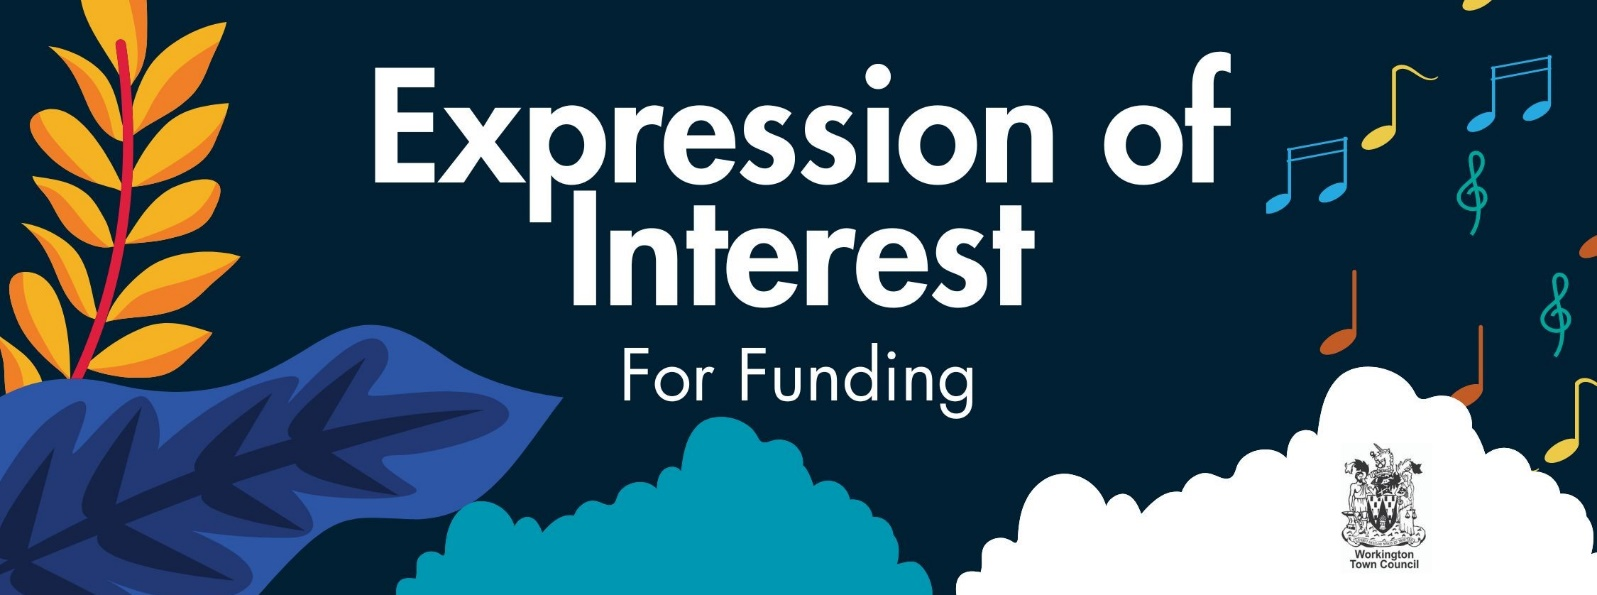 Expression of
Interest
For Funding
Workington
Town Council